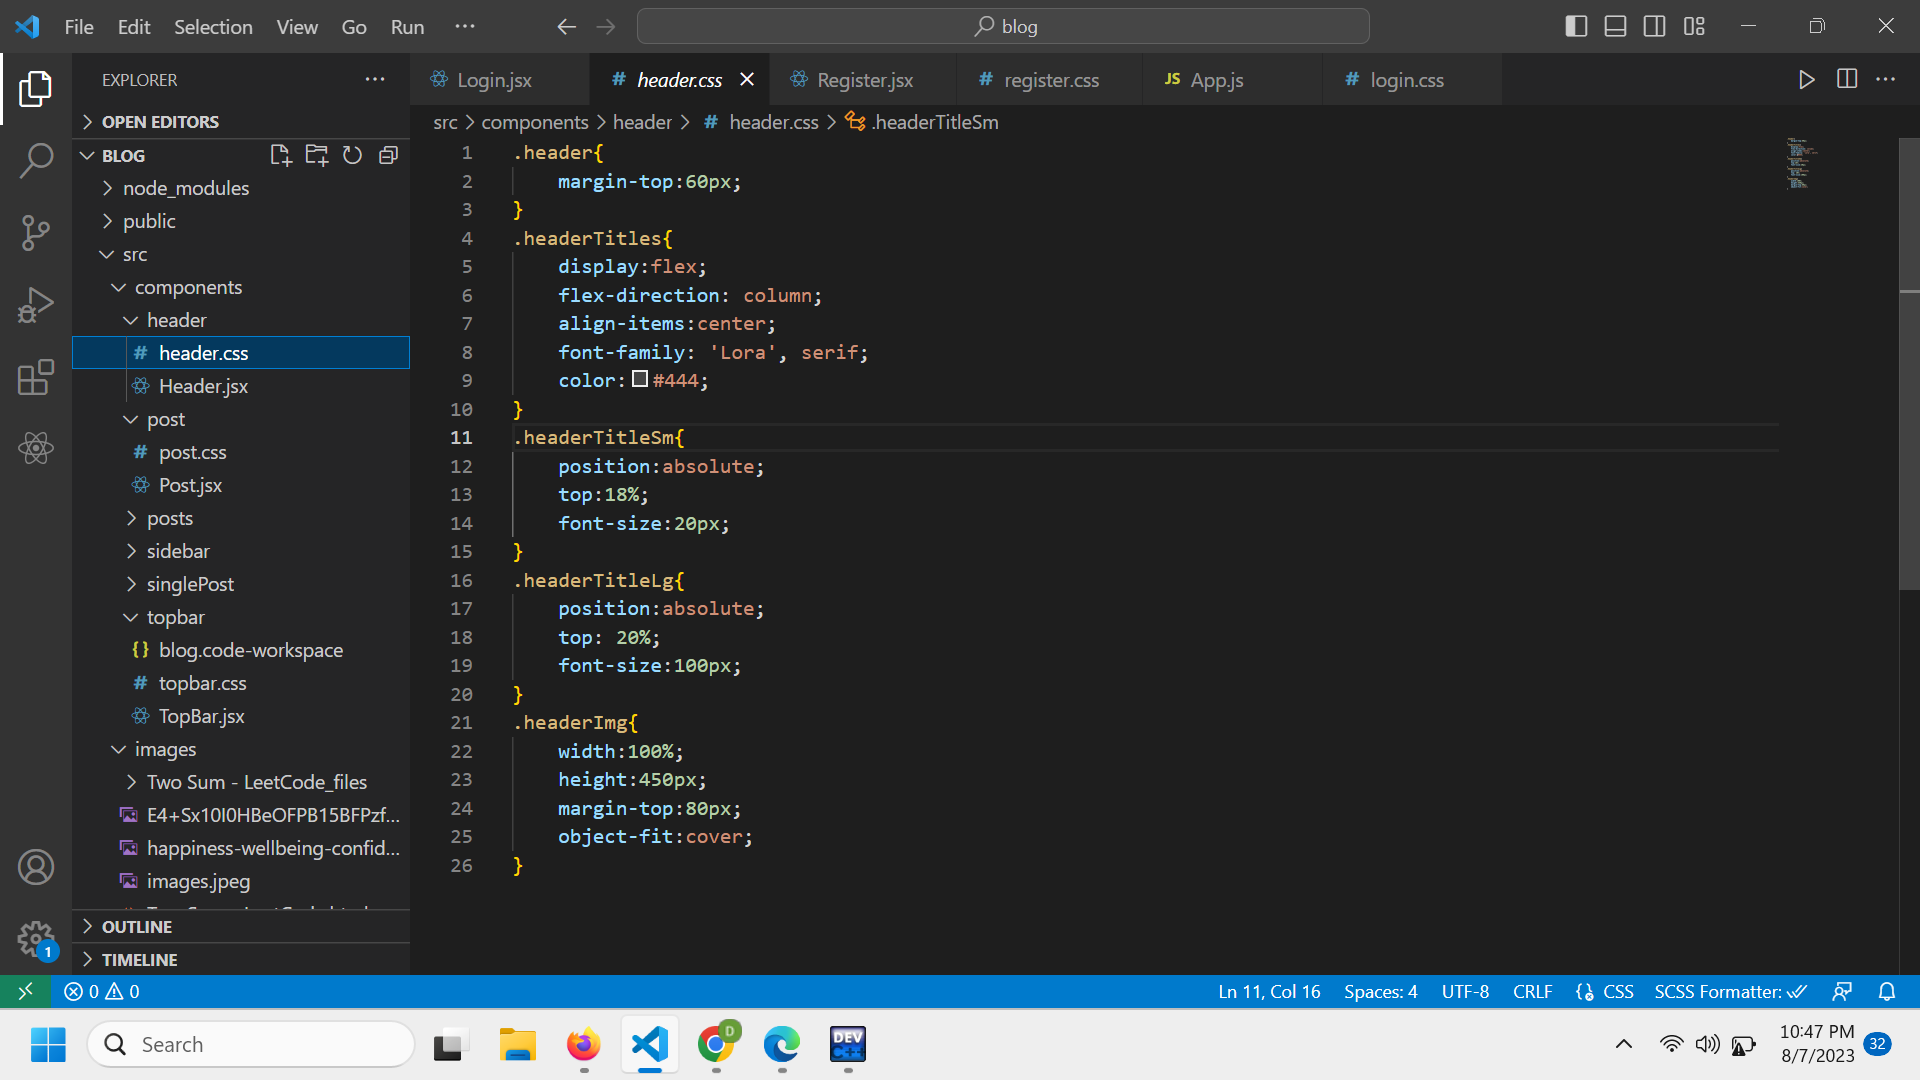 File Edit Selection View Go Run ···
blog
EXPLORER ···
Login.jsx
# header.css
Register.jsx
# register.css
JS App.js
# login.css
OPEN EDITORS
src > components > header > # header.css > .headerTitleSm
BLOG
node_modules
public
src
components
header
# header.css
Header.jsx
post
# post.css
Post.jsx
posts
sidebar
singlePost
topbar
{} blog.code-workspace
# topbar.css
TopBar.jsx
images
Two Sum - LeetCode_files
E4+Sx10I0HBeOFPB15BFPzf...
happiness-wellbeing-confid...
images.jpeg
OUTLINE
TIMELINE
1 .header{
2 margin-top:60px;
3 }
4 .headerTitles{
5 display:flex;
6 flex-direction: column;
7 align-items:center;
8 font-family: 'Lora', serif;
9 color:#444;
10 }
11 .headerTitleSm{
12 position:absolute;
13 top:18%;
14 font-size:20px;
15 }
16 .headerTitleLg{
17 position:absolute;
18 top: 20%;
19 font-size:100px;
20 }
21 .headerImg{
22 width:100%;
23 height:450px;
24 margin-top:80px;
25 object-fit:cover;
26 }
1
0 0
Ln 11, Col 16 Spaces: 4 UTF-8 CRLF CSS SCSS Formatter:
Search
D
DEV
C++
10:47 PM
8/7/2023
32